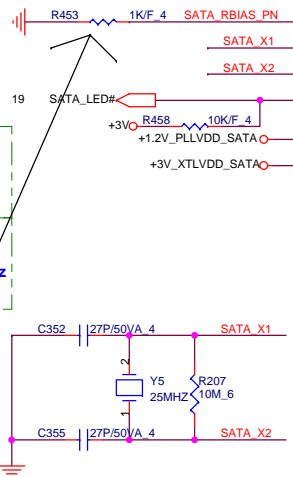 R453 1K/F_4 SATA_RBIAS_PN
SATA_X1
SATA_X2
19 SATA_LED#
+3V R458 10K/F_4
+1.2V_PLLVDD_SATA
+3V_XTLVDD_SATA
z
C352 27P/50VA_4 SATA_X1
2
Y5 R207
25MHZ 10M_6
1
C355 27P/50VA_4 SATA_X2